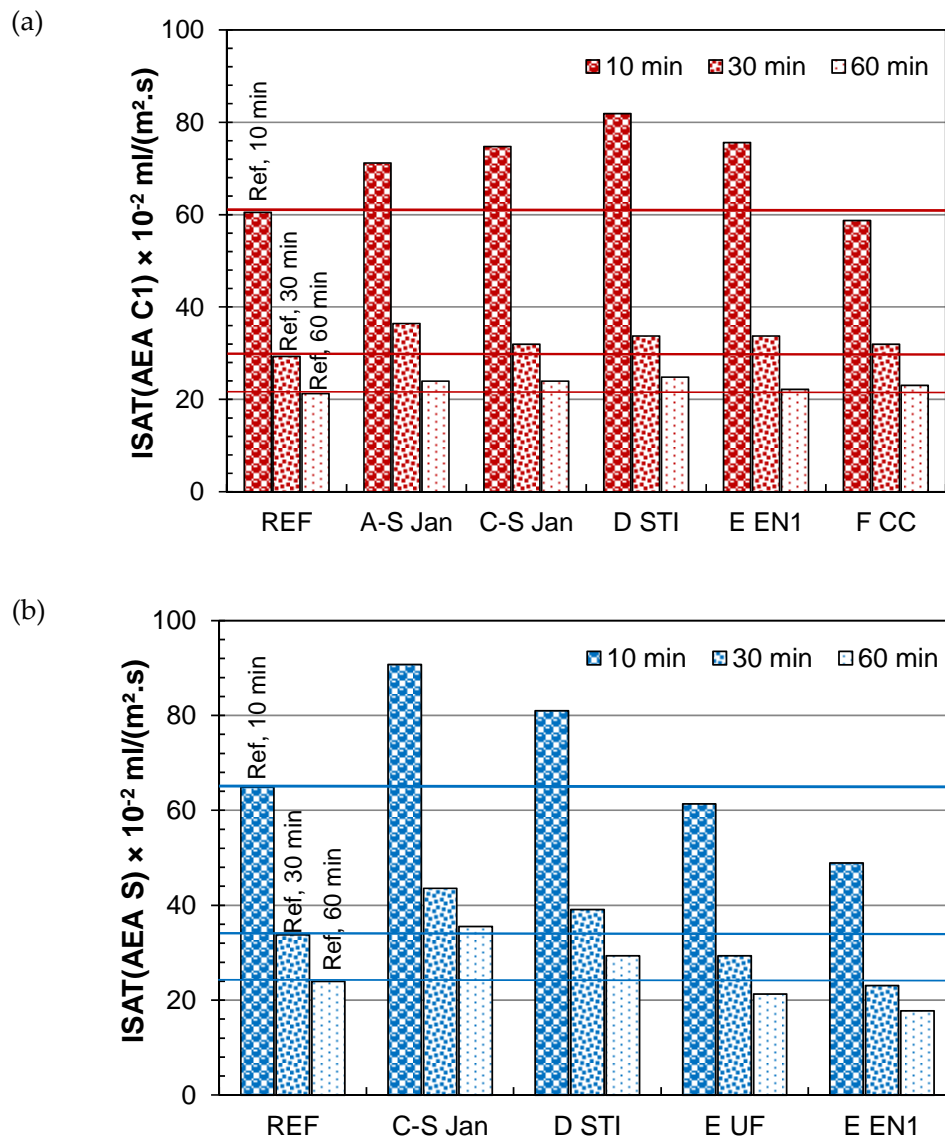 (a)
ISAT(AEA C1) × 10⁻² ml/(m².s)
100
80
60
40
20
0
10 min 30 min 60 min
Ref, 10 min
Ref, 30 min
Ref, 60 min
REF A-S Jan C-S Jan D STI E EN1 F CC
(b)
ISAT(AEA S) × 10⁻² ml/(m².s)
100
80
60
40
20
0
10 min 30 min 60 min
Ref, 10 min
Ref, 30 min
Ref, 60 min
REF C-S Jan D STI E UF E EN1